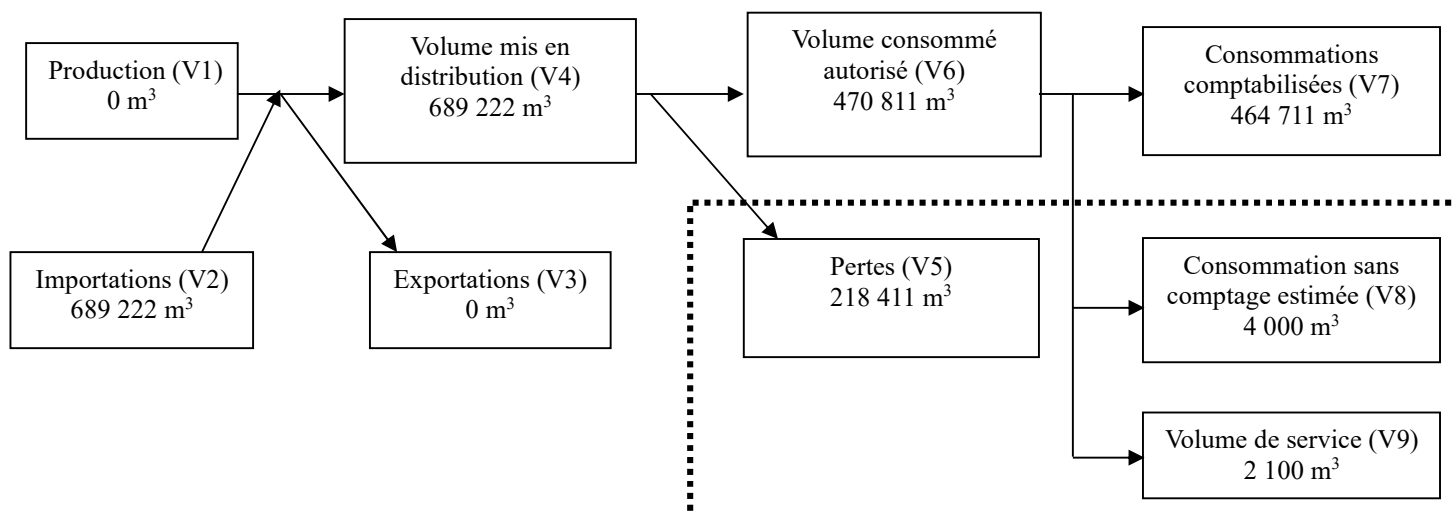 Production (V1)
0 m³
Volume mis en
distribution (V4)
689 222 m³
Volume consommé
autorisé (V6)
470 811 m³
Consommations
comptabilisées (V7)
464 711 m³
Importations (V2)
689 222 m³
Exportations (V3)
0 m³
Pertes (V5)
218 411 m³
Consommation sans
comptage estimée (V8)
4 000 m³
Volume de service (V9)
2 100 m³